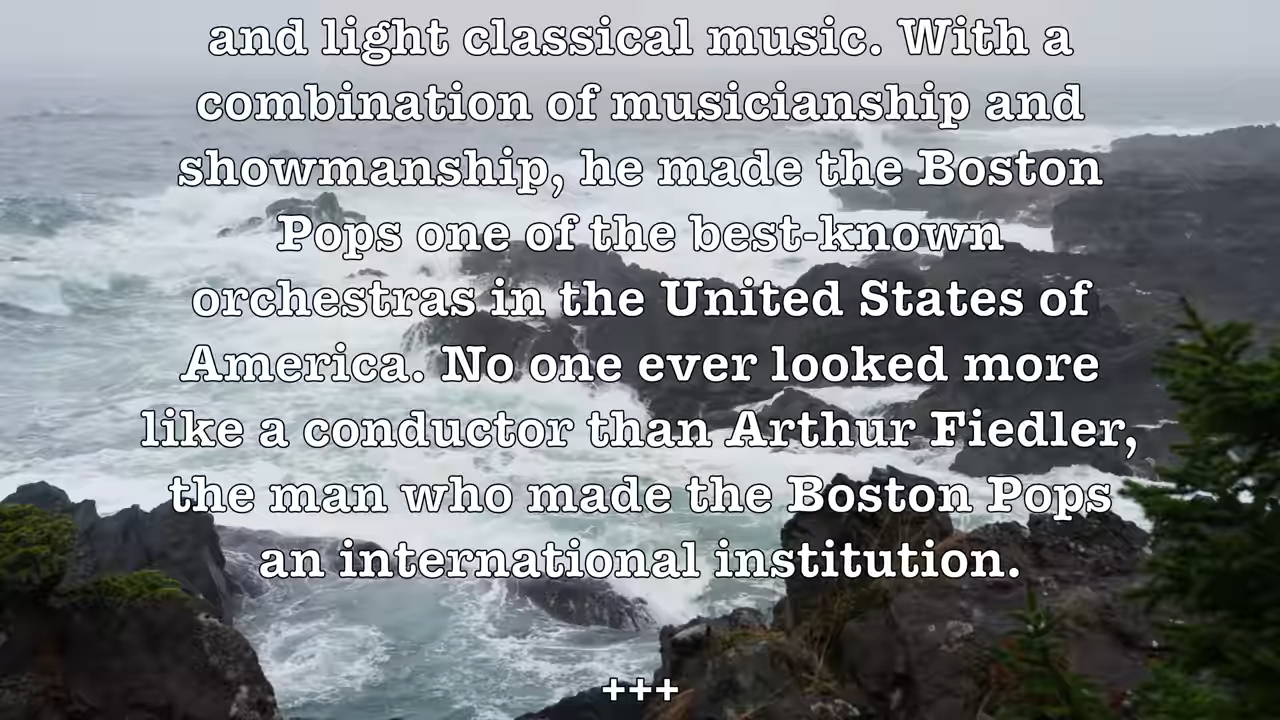 and light classical music. With a
combination of musicianship and
showmanship, he made the Boston
Pops one of the best-known
orchestras in the United States of
America. No one ever looked more
like a conductor than Arthur Fiedler,
the man who made the Boston Pops
an international institution.
+++